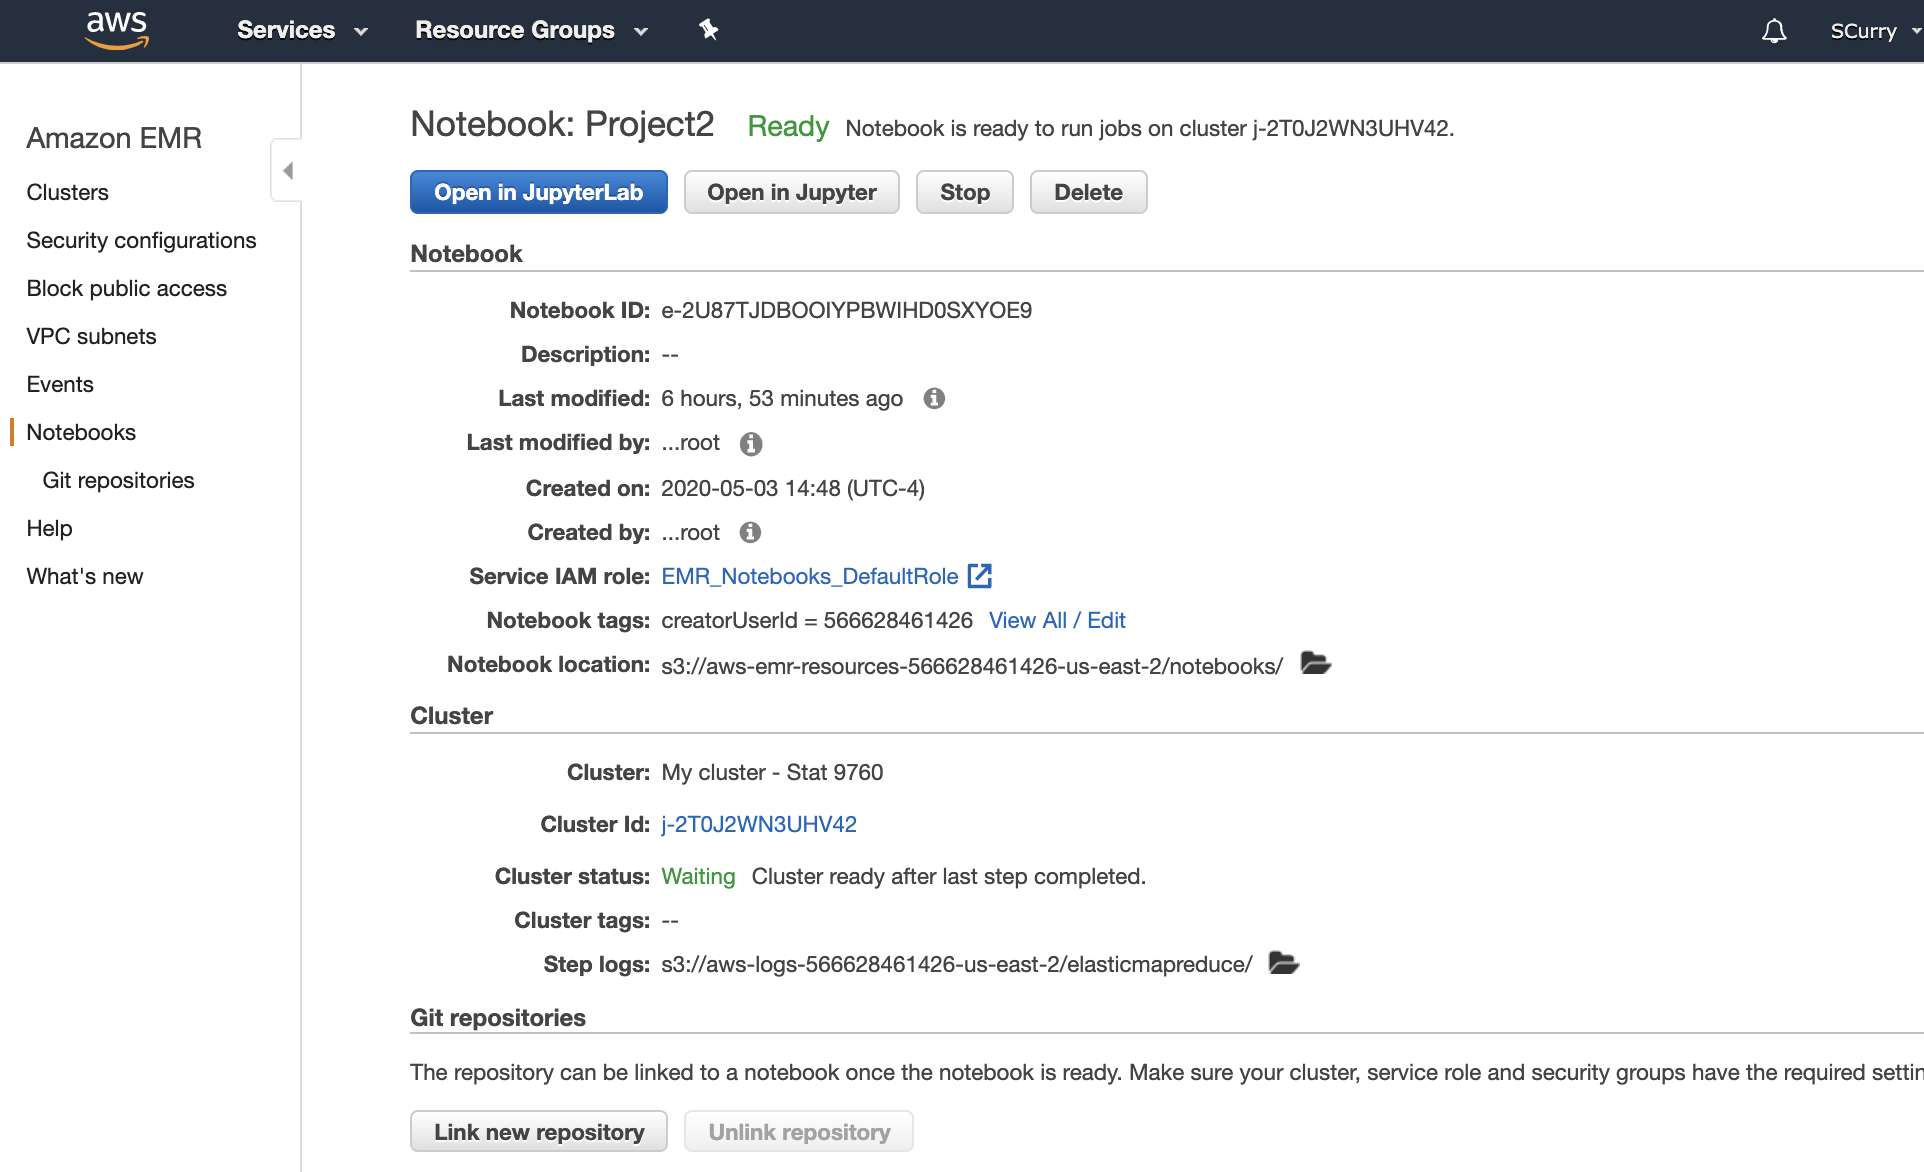 aws Services Resource Groups SCurry
Amazon EMR
Clusters
Security configurations
Block public access
VPC subnets
Events
Notebooks
Git repositories
Help
What's new
Notebook: Project2 Ready Notebook is ready to run jobs on cluster j-2T0J2WN3UHV42.
Open in JupyterLab Open in Jupyter Stop Delete
Notebook
Notebook ID: e-2U87TJDBOOIYPBWIHD0SXYOE9
Description: --
Last modified: 6 hours, 53 minutes ago
Last modified by: ...root
Created on: 2020-05-03 14:48 (UTC-4)
Created by: ...root
Service IAM role: EMR_Notebooks_DefaultRole
Notebook tags: creatorUserId = 566628461426 View All / Edit
Notebook location: s3://aws-emr-resources-566628461426-us-east-2/notebooks/
Cluster
Cluster: My cluster - Stat 9760
Cluster Id: j-2T0J2WN3UHV42
Cluster status: Waiting Cluster ready after last step completed.
Cluster tags: --
Step logs: s3://aws-logs-566628461426-us-east-2/elasticmapreduce/
Git repositories
The repository can be linked to a notebook once the notebook is ready. Make sure your cluster, service role and security groups have the required settin
Link new repository Unlink repository